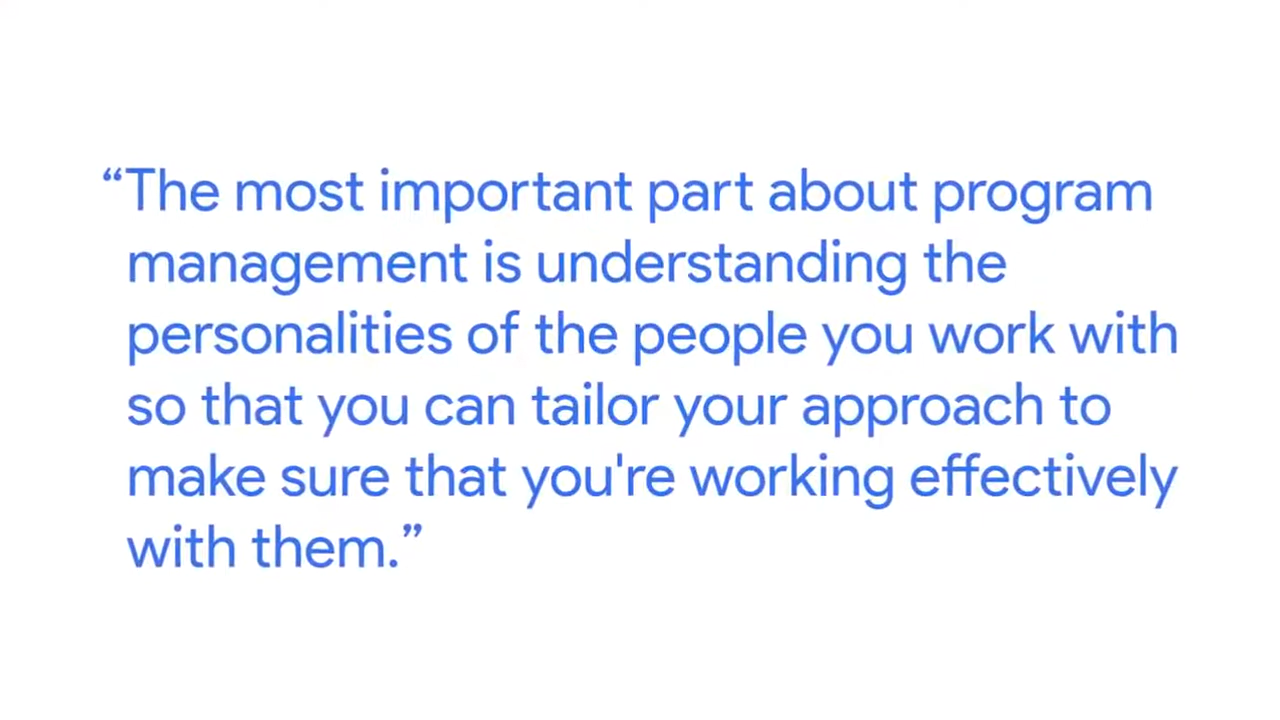 “The most important part about program
management is understanding the
personalities of the people you work with
so that you can tailor your approach to
make sure that you're working effectively
with them.”